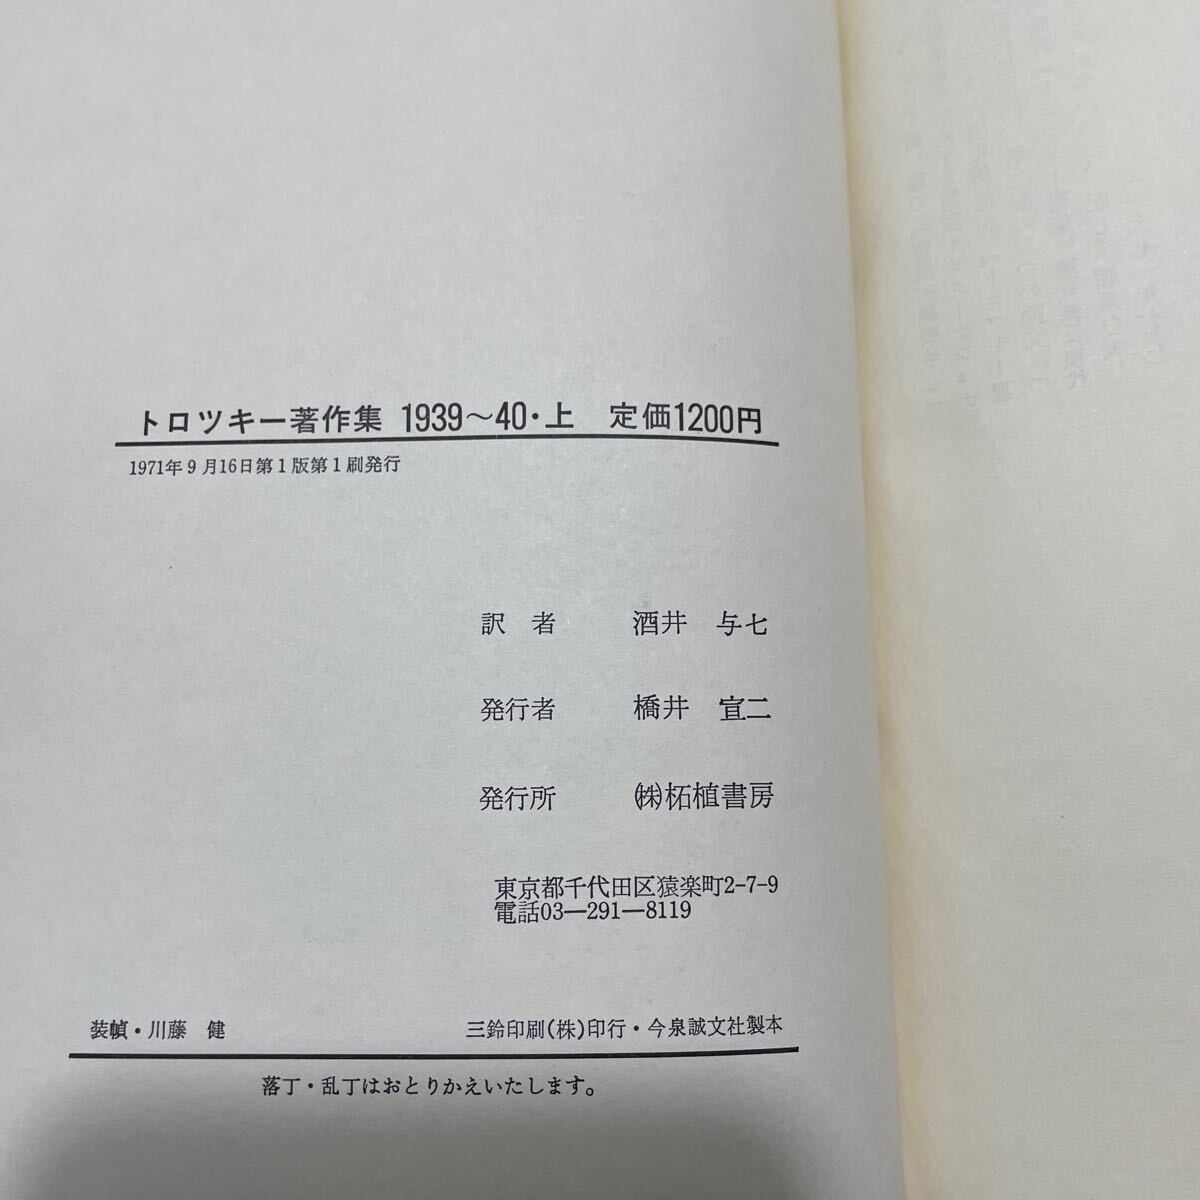 トロツキー著作集 1939〜40・上　定価1200円
1971年9月16日第1版第1刷発行
訳　者　　酒井　与七
発行者　　橋井　宣二
発行所　　㈱柘植書房
東京都千代田区猿楽町2-7-9
電話03―291―8119
装幀・川藤　健　　三鈴印刷(株)印行・今泉誠文社製本
落丁・乱丁はおとりかえいたします。